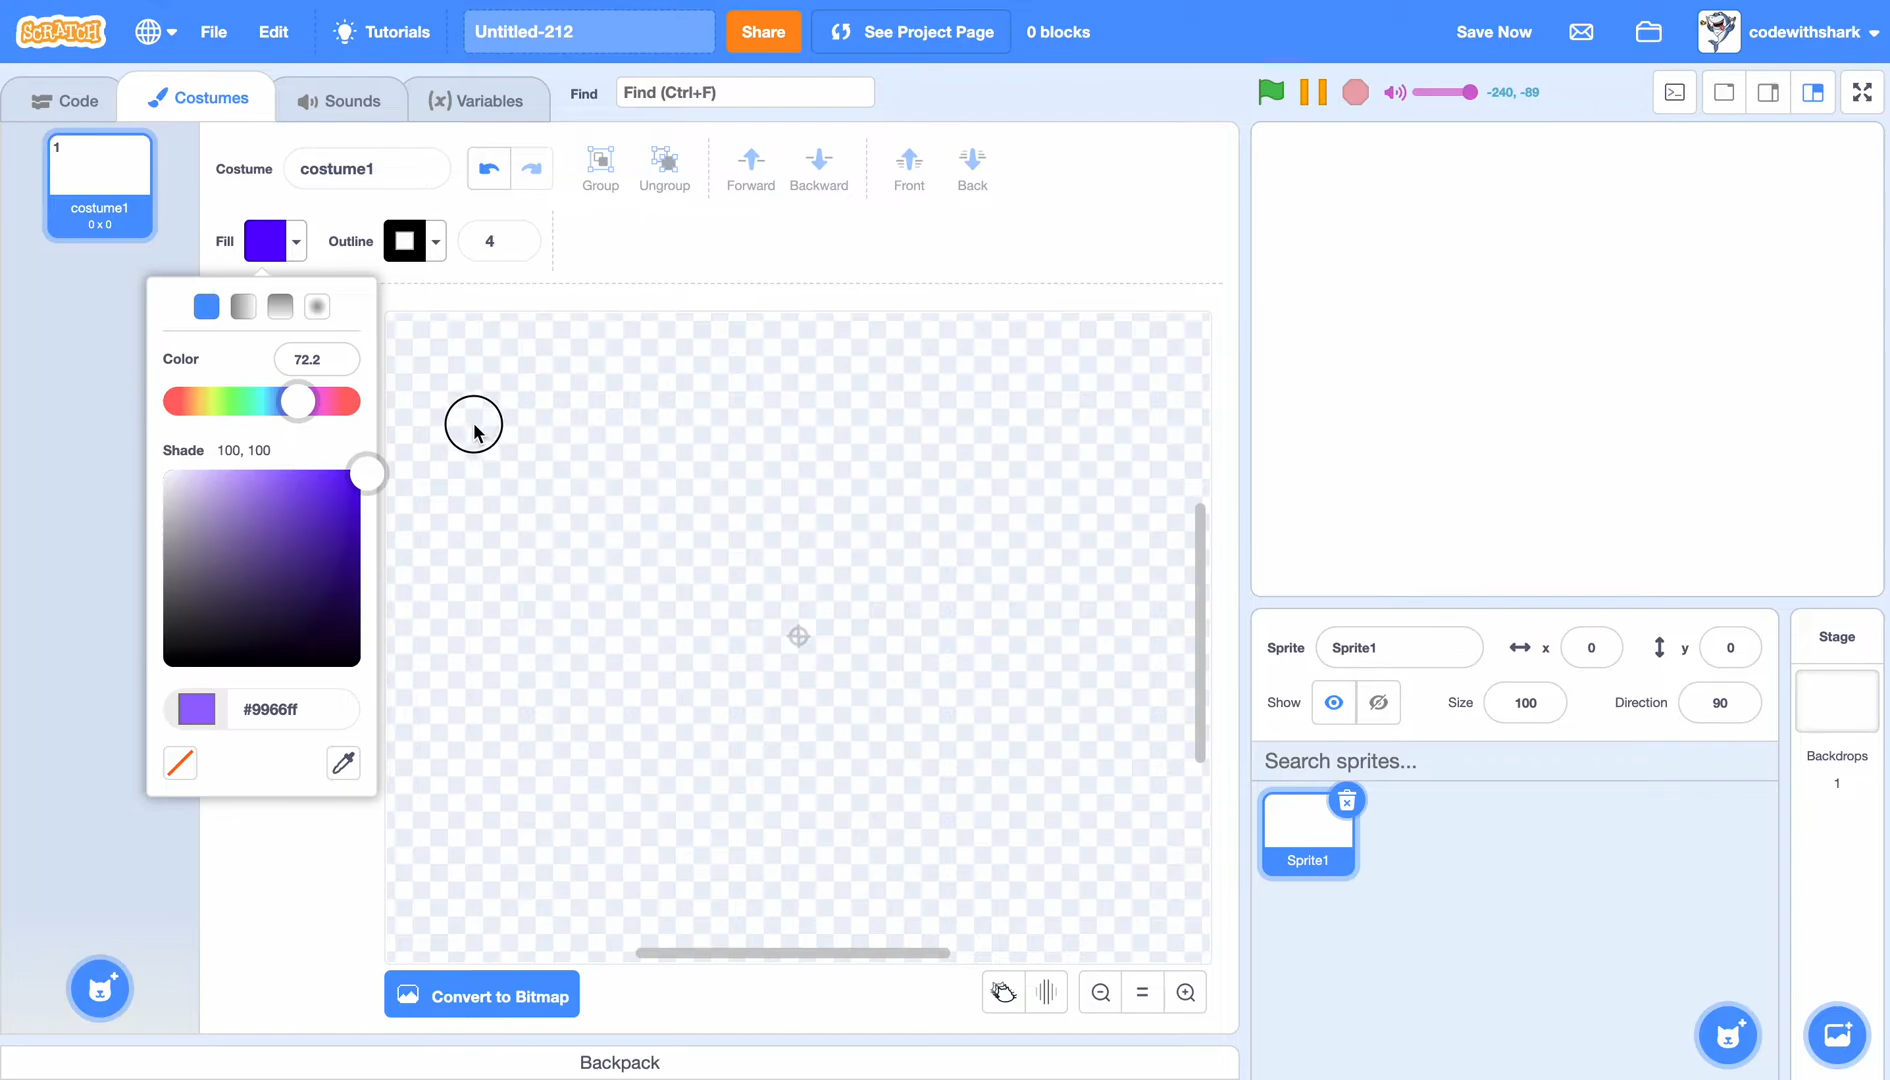 SCRATCH File Edit Tutorials Untitled-212 Share See Project Page 0 blocks Save Now codewithshark
Code Costumes Sounds (x) Variables Find Find (Ctrl+F) -240, -89
1
costume1
0 x 0
Costume costume1 Group Ungroup Forward Backward Front Back
Fill Outline 4
Color 72.2
Shade 100, 100
#9966ff
Convert to Bitmap
Backpack
Sprite Sprite1 x 0 y 0
Show Size 100 Direction 90
Search sprites...
Sprite1
Stage
Backdrops
1